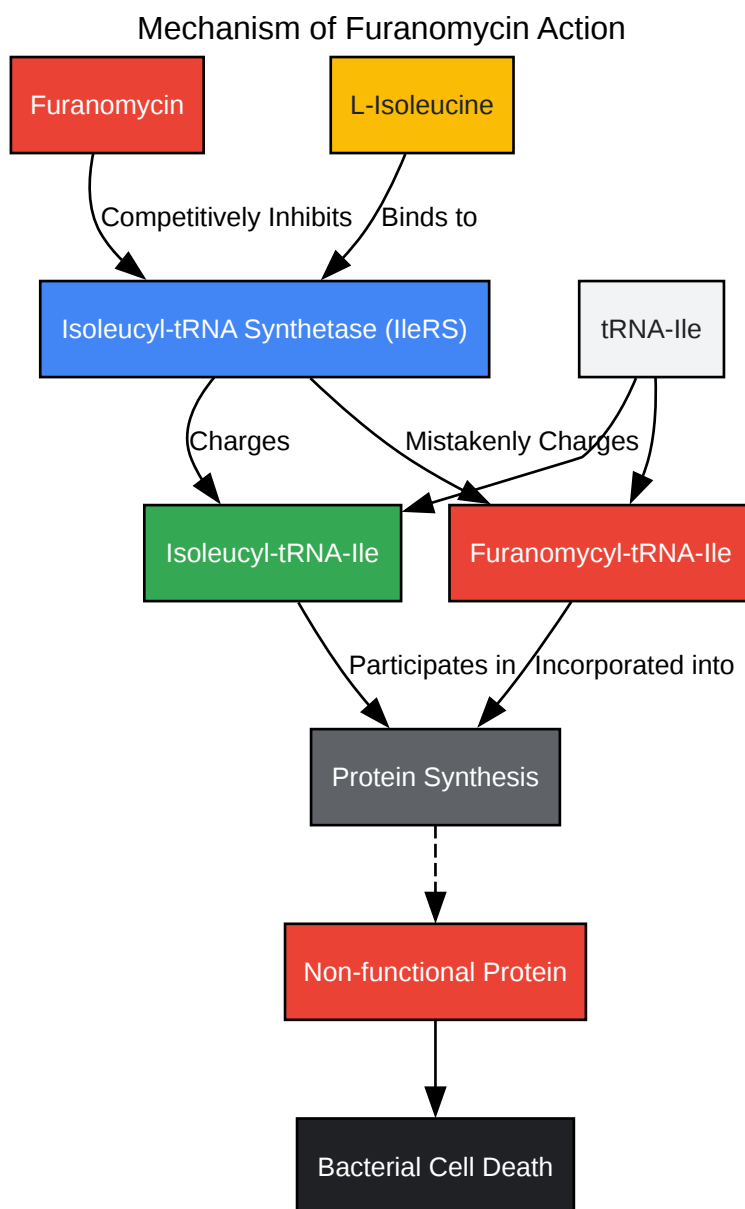 Mechanism of Furanomycin Action
Furanomycin
L-Isoleucine
Competitively Inhibits
Binds to
Isoleucyl-tRNA Synthetase (IleRS)
tRNA-Ile
Charges
Mistakenly Charges
Isoleucyl-tRNA-Ile
Furanomycyl-tRNA-Ile
Participates in
Incorporated into
Protein Synthesis
Non-functional Protein
Bacterial Cell Death